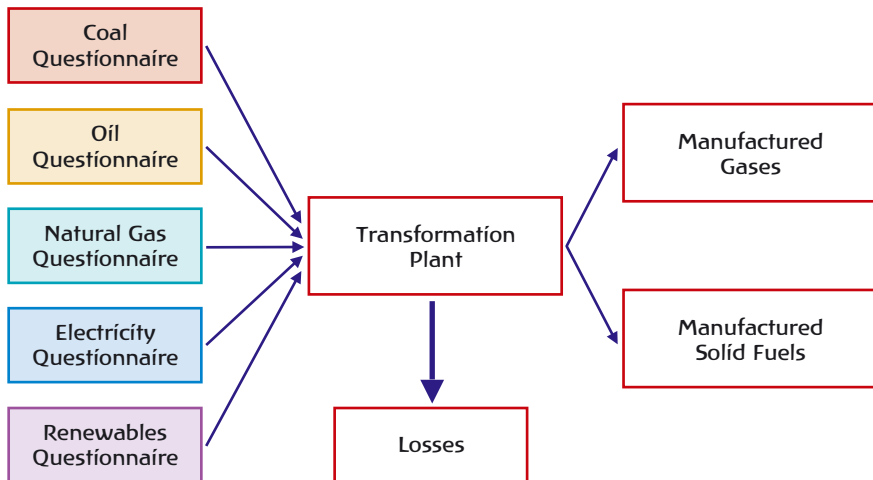 Coal
Questionnaire
Oil
Questionnaire
Natural Gas
Questionnaire
Electricity
Questionnaire
Renewables
Questionnaire
Transformation
Plant
Losses
Manufactured
Gases
Manufactured
Solid Fuels